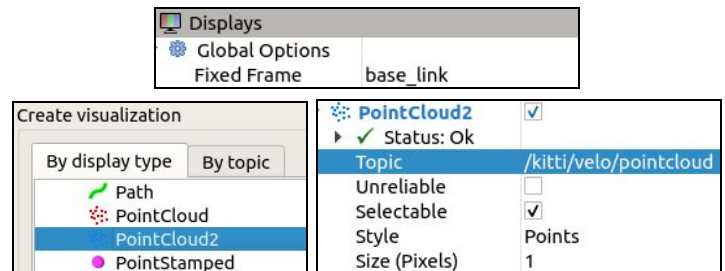 Displays
Global Options
Fixed Frame base_link
Create visualization
By display type By topic
Path
PointCloud
PointCloud2
PointStamped
PointCloud2
Status: Ok
Topic /kitti/velo/pointcloud
Unreliable
Selectable
Style Points
Size (Pixels) 1